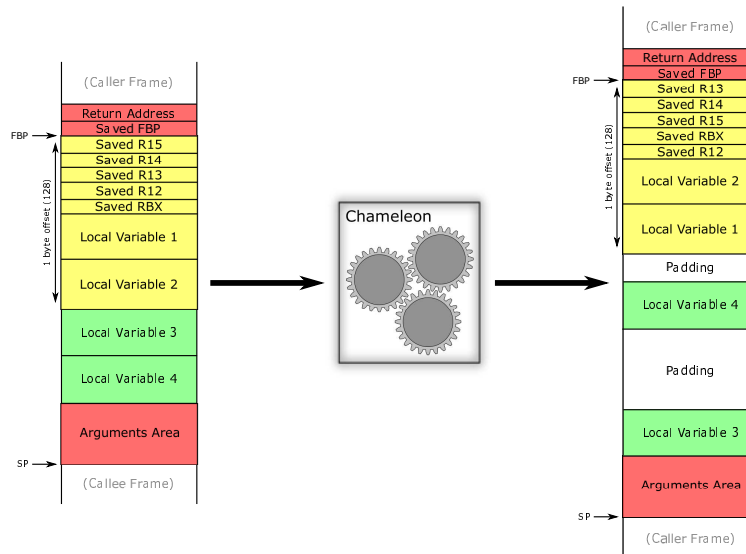 (Caller Frame)
Return Address
Saved FBP
FBP
Saved R15
Saved R14
Saved R13
Saved R12
Saved RBX
1 byte offset (128)
Local Variable 1
Local Variable 2
Local Variable 3
Local Variable 4
Arguments Area
SP
(Callee Frame)
Chameleon
(Caller Frame)
Return Address
Saved FBP
FBP
Saved R13
Saved R14
Saved R15
Saved RBX
Saved R12
1 byte offset (128)
Local Variable 2
Local Variable 1
Padding
Local Variable 4
Padding
Local Variable 3
Arguments Area
SP
(Caller Frame)